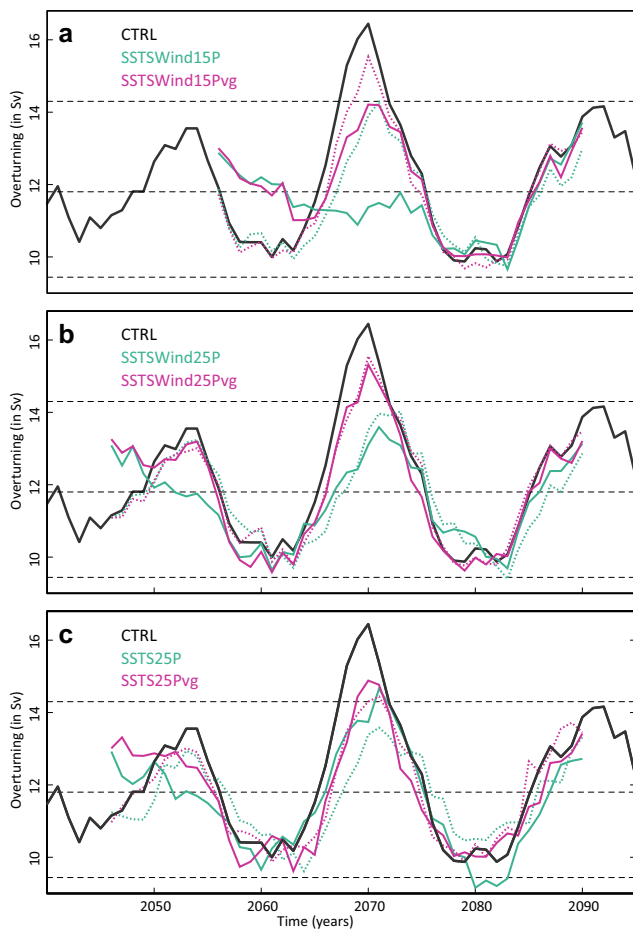 a
CTRL
SSTSWind15P
SSTSWind15Pvg
Overturning (in Sv)
16
14
12
10
b
CTRL
SSTSWind25P
SSTSWind25Pvg
Overturning (in Sv)
16
14
12
10
c
CTRL
SSTS25P
SSTS25Pvg
Overturning (in Sv)
16
14
12
10
2050 2060 2070 2080 2090
Time (years)